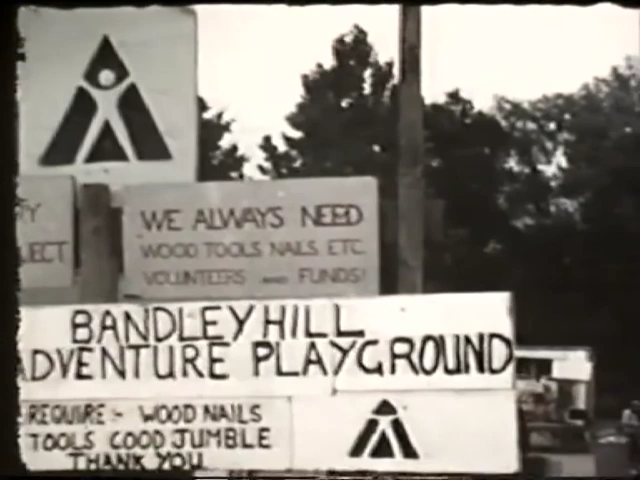 Y
JECT
WE ALWAYS NEED
WOOD TOOLS NAILS ETC.
VOLUNTEERS AND FUNDS!
BANDLEY HILL
ADVENTURE PLAYGROUND
REQUIRE:- WOOD NAILS
TOOLS GOOD JUMBLE
THANK YOU